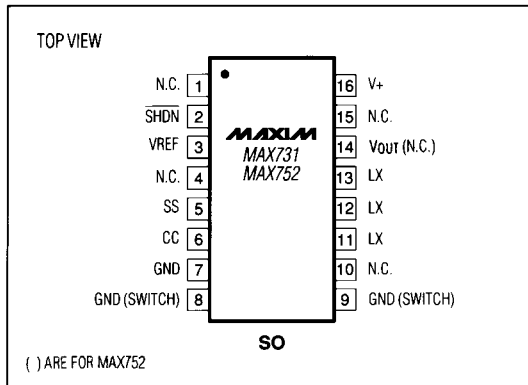 TOP VIEW
N.C. 1
SHDN 2
VREF 3
N.C. 4
SS 5
CC 6
GND 7
GND (SWITCH) 8
MAXIM
MAX731
MAX752
16 V+
15 N.C.
14 VOUT (N.C.)
13 LX
12 LX
11 LX
10 N.C.
9 GND (SWITCH)
SO
( ) ARE FOR MAX752